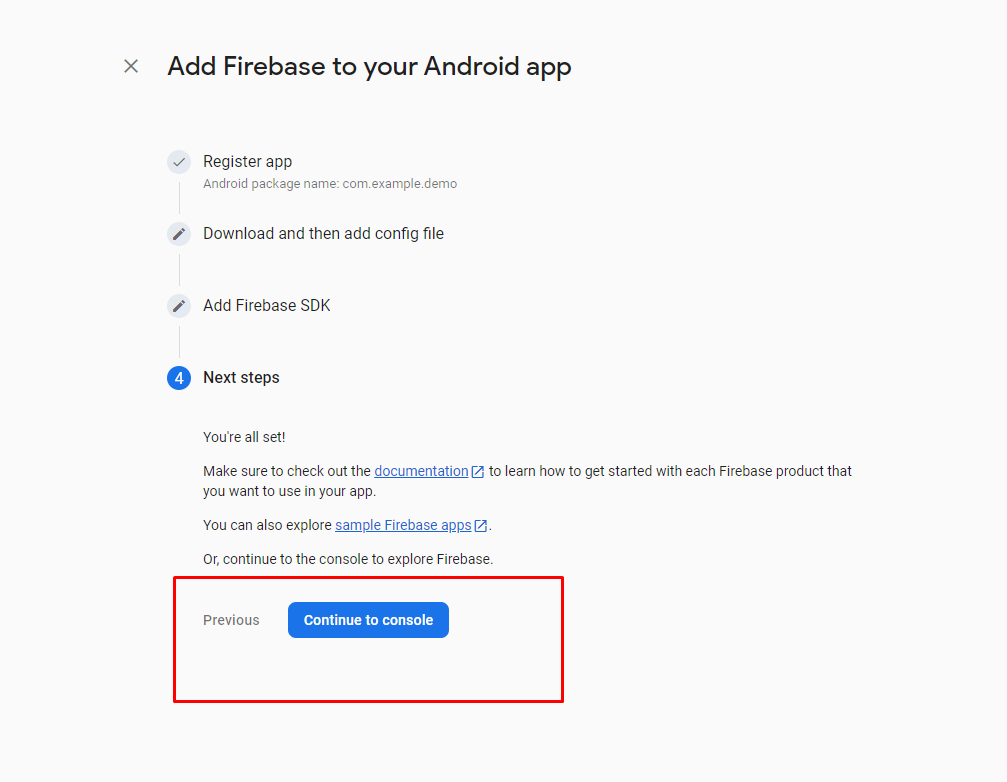 Add Firebase to your Android app
Register app
Android package name: com.example.demo
Download and then add config file
Add Firebase SDK
4 Next steps
You're all set!
Make sure to check out the documentation to learn how to get started with each Firebase product that
you want to use in your app.
You can also explore sample Firebase apps.
Or, continue to the console to explore Firebase.
Previous Continue to console